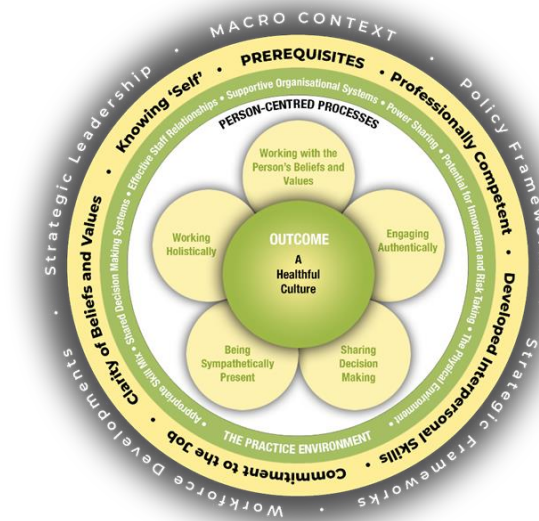 MACRO CONTEXT
Policy Framework
Strategic Frameworks
Workforce Developments
Strategic Leadership
PREREQUISITES
Professionally Competent
Developed Interpersonal Skills
Commitment to the Job
Clarity of Beliefs and Values
Knowing ‘Self’
Supportive Organisational Systems • Power Sharing • Potential for Innovation and Risk Taking • The Physical Environment •
THE PRACTICE ENVIRONMENT
• Appropriate Skill Mix • Shared Decision Making Systems • Effective Staff Relationships •
PERSON-CENTRED PROCESSES
Working with the
Person's Beliefs and
Values
Working
Holistically
Engaging
Authentically
OUTCOME
A
Healthful
Culture
Being
Sympathetically
Present
Sharing
Decision
Making